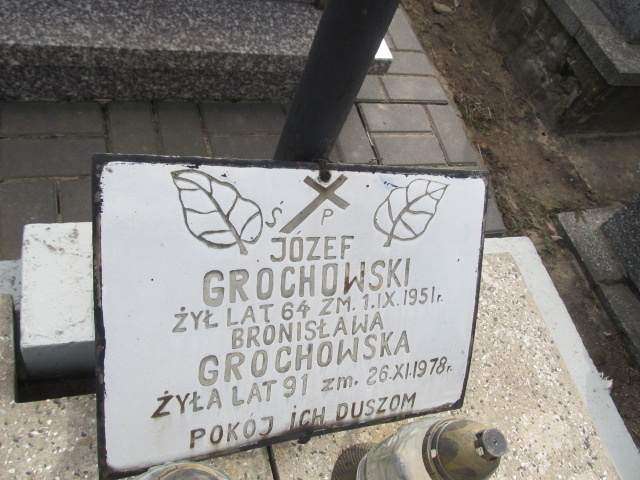 Ś P
JÓZEF
GROCHOWSKI
ŻYŁ LAT 64 ZM. 1.IX.1951r.
BRONISŁAWA
GROCHOWSKA
ŻYŁA LAT 91 zm. 26.XI.1978r.
POKÓJ ICH DUSZOM